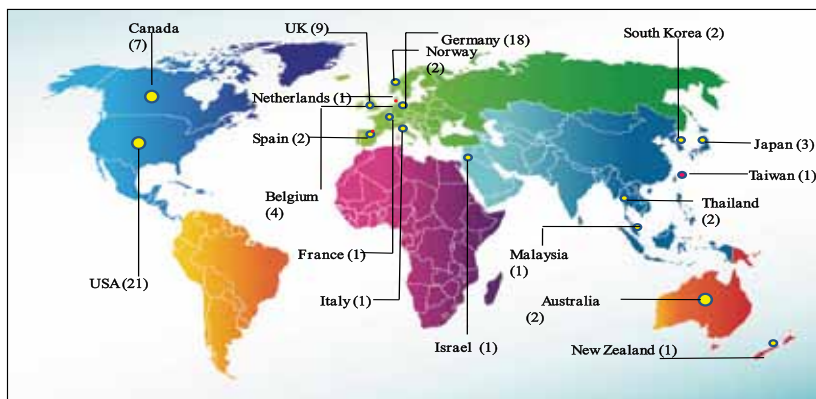 Canada
(7)
UK (9)
Germany (18)
Norway
(2)
South Korea (2)
Netherlands (1)
Spain (2)
Japan (3)
Taiwan (1)
Belgium
(4)
Thailand
(2)
France (1)
Malaysia
(1)
USA (21)
Italy (1)
Australia
(2)
Israel (1)
New Zealand (1)